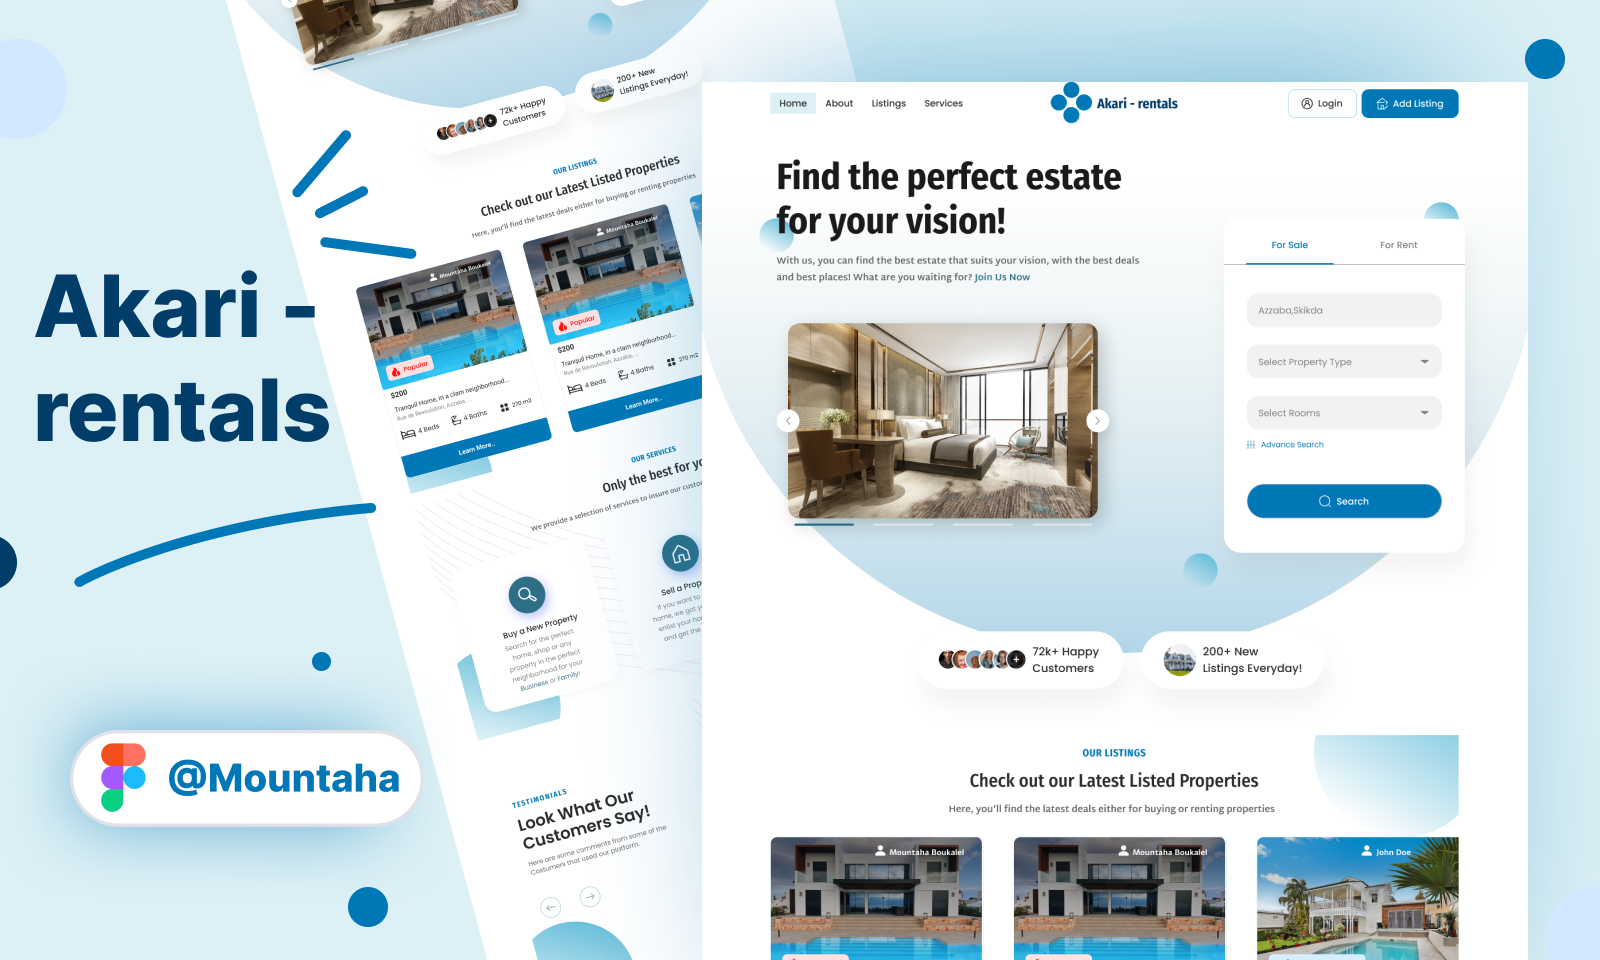 Akari -
rentals
@Mountaha
72k+ Happy
Customers
200+ New
Listings Everyday!
OUR LISTINGS
Check out our Latest Listed Properties
Here, you'll find the latest deals either for buying or renting properties
Mountaha Boukalel
Popular
$200
Tranquil Home, in a clam neighborhood...
Rue de Revoulution, Azzaba, ...
4 Beds
4 Baths
270 m2
Learn More..
Mountaha Boukalel
Popular
$200
Tranquil Home, in a clam neighborhood...
Rue de Revoulution, Azzaba, ...
4 Beds
4 Baths
270 m2
Learn More..
OUR SERVICES
Only the best for
We provide a selection of services to insure our
Buy a New Property
Search for the perfect
home, shop or any
property in the perfect
neighborhood for your
Business or Family!
Sell a
If you want to
home, we got
enlist your
and get the
TESTIMONIALS
Look What Our
Customers Say!
Here are some comments from some of the
Costumers that used our platform.
Home
About
Listings
Services
Akari - rentals
Login
Add Listing
Find the perfect estate
for your vision!
With us, you can find the best estate that suits your vision, with the best deals
and best places! What are you waiting for? Join Us Now
For Sale
For Rent
Azzaba,Skikda
Select Property Type
Select Rooms
Advance Search
Search
72k+ Happy
Customers
200+ New
Listings Everyday!
OUR LISTINGS
Check out our Latest Listed Properties
Here, you'll find the latest deals either for buying or renting properties
Mountaha Boukalel
Mountaha Boukalel
John Doe